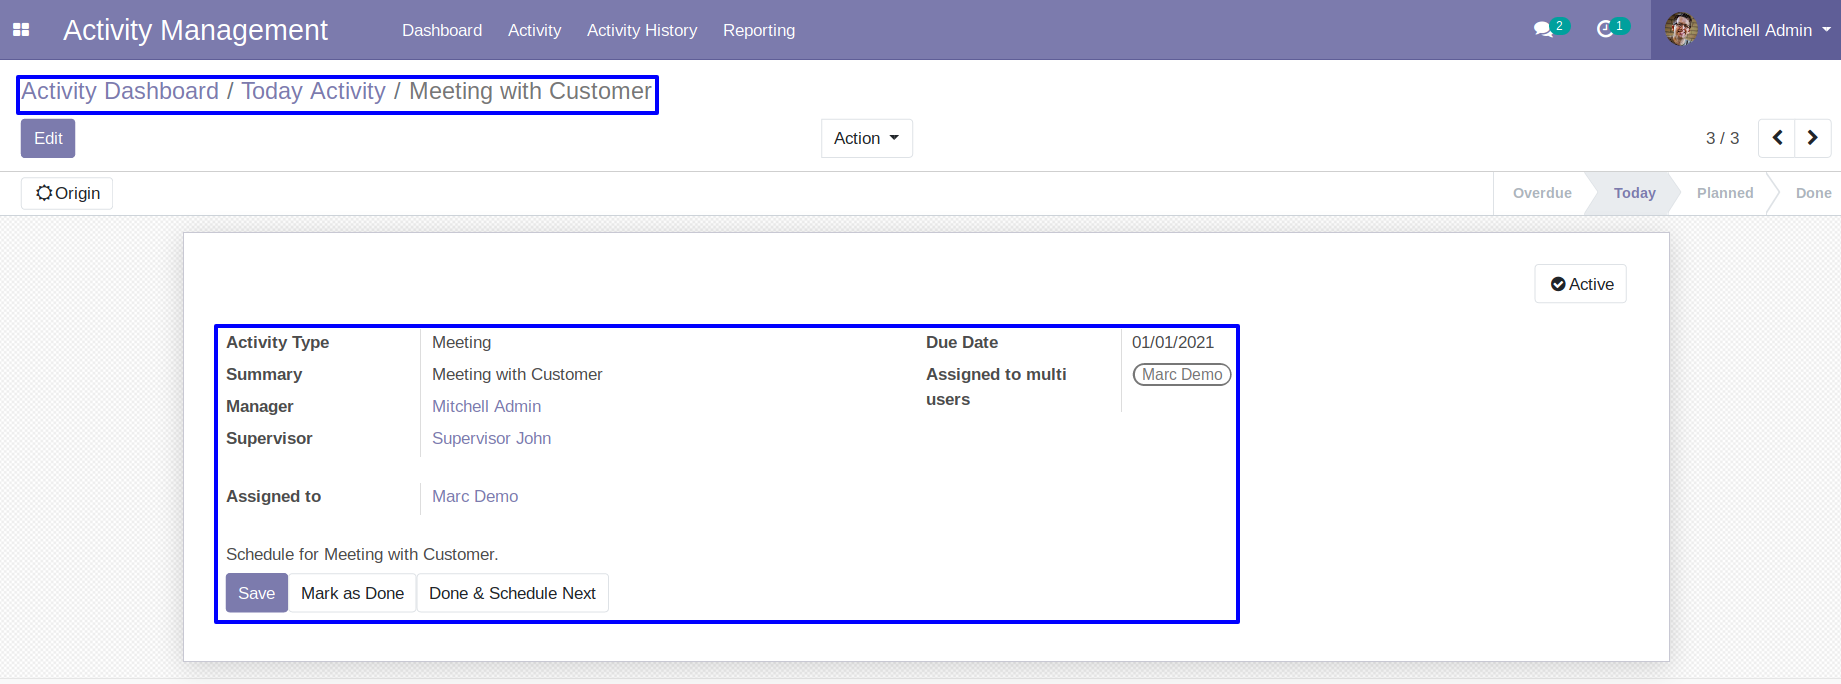 Activity Management Dashboard Activity Activity History Reporting 2 1 Mitchell Admin
Activity Dashboard / Today Activity / Meeting with Customer
Edit Action 3 / 3
Origin Overdue Today Planned Done
Active
Activity Type Meeting Due Date 01/01/2021
Summary Meeting with Customer Assigned to multi users Marc Demo
Manager Mitchell Admin
Supervisor Supervisor John
Assigned to Marc Demo
Schedule for Meeting with Customer.
Save Mark as Done Done & Schedule Next